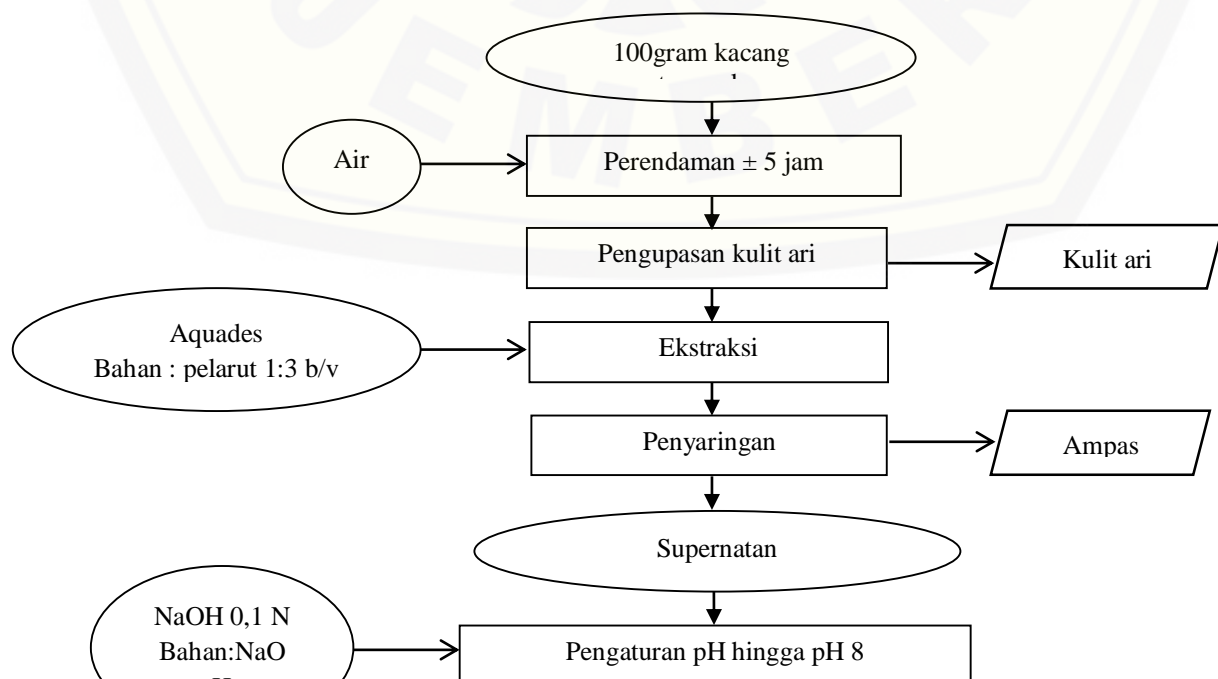 100gram kacang
Air
Perendaman ± 5 jam
Pengupasan kulit ari
Kulit ari
Aquades
Bahan : pelarut 1:3 b/v
Ekstraksi
Penyaringan
Ampas
Supernatan
NaOH 0,1 N
Bahan:NaO
Pengaturan pH hingga pH 8